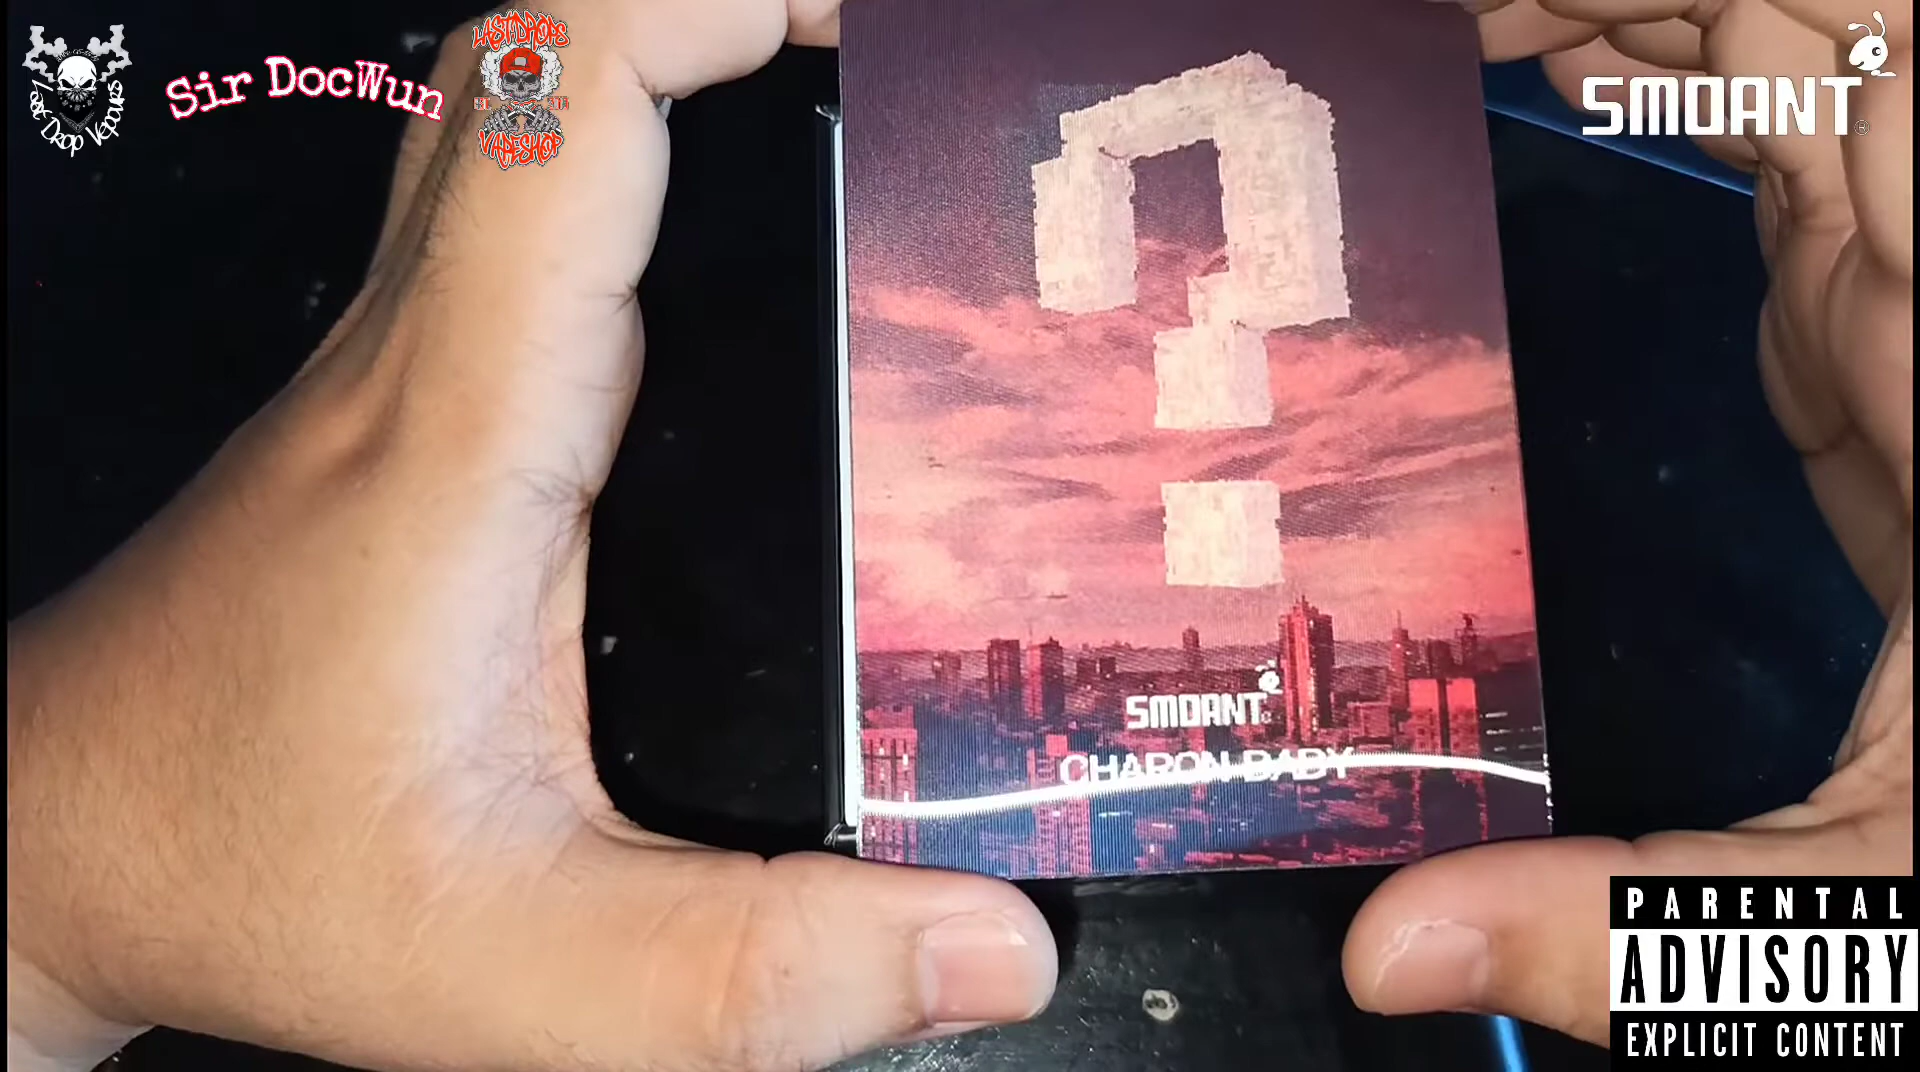 Last Drop Vapours
Sir DocWun
LAST DROPS
VAPESHOP
SMOANT®
SMOANT
CHARON BABY
PARENTAL
ADVISORY
EXPLICIT CONTENT